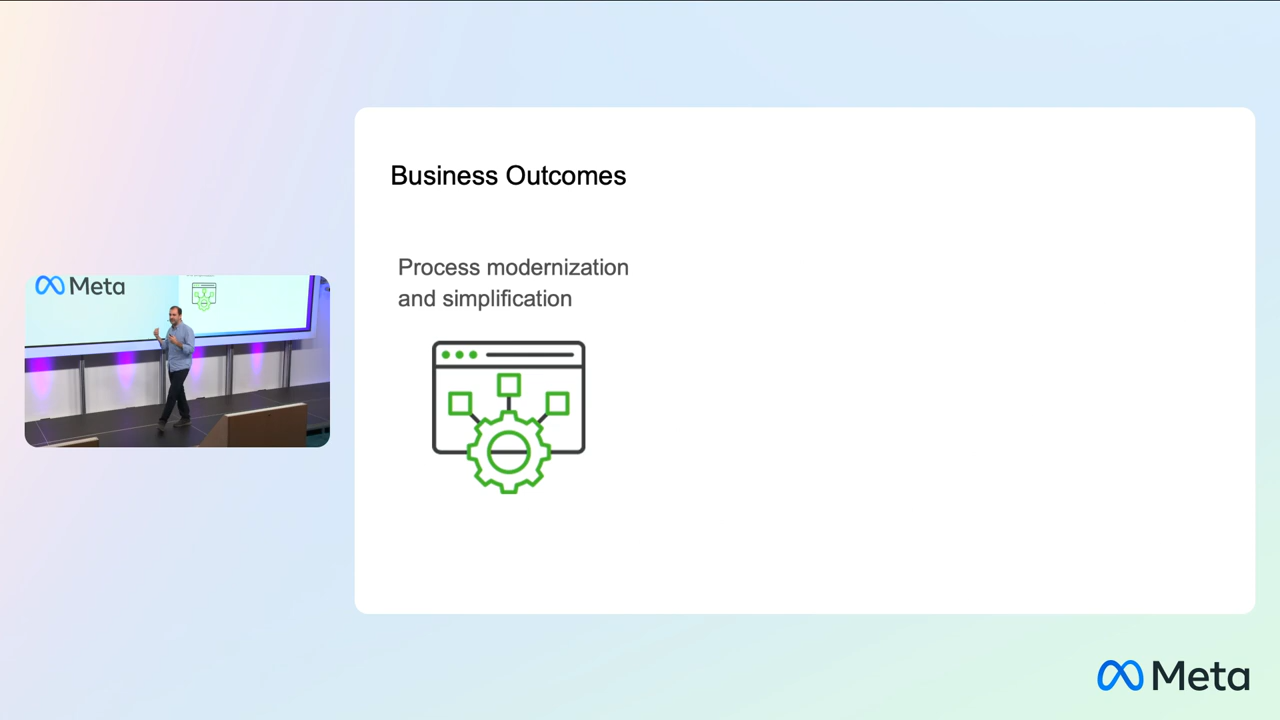 Business Outcomes
Process modernization
and simplification
Meta
Meta